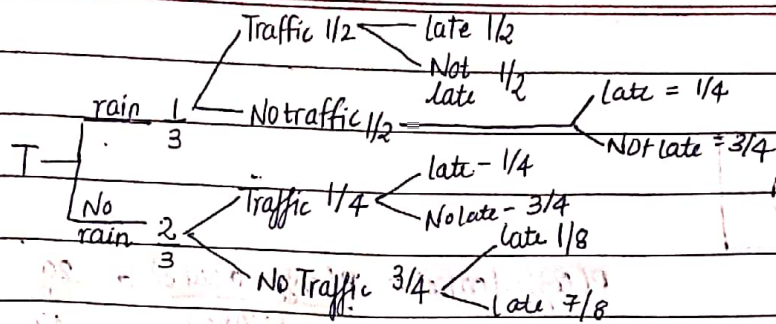 Traffic 1/2 late 1/2
Not late 1/2
rain 1/3 No traffic 1/2 late = 1/4
Not late = 3/4
T
late - 1/4
No rain 2/3 Traffic 1/4 No late - 3/4
late 1/8
No Traffic 3/4
late 7/8